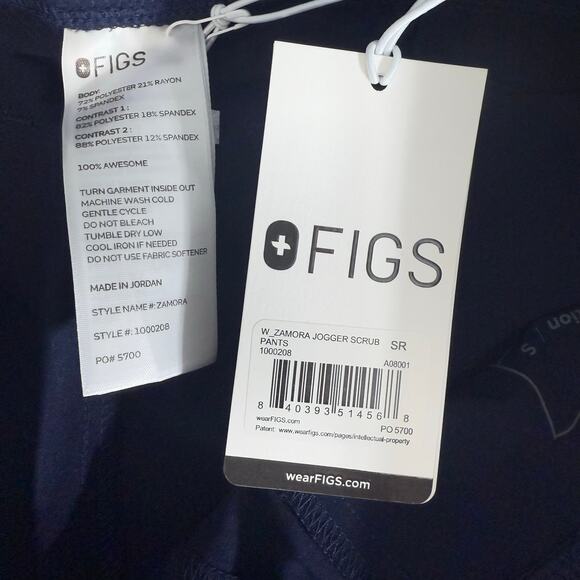 FIGS
BODY:
72% POLYESTER 21% RAYON
7% SPANDEX
CONTRAST 1 :
82% POLYESTER 18% SPANDEX
CONTRAST 2 :
88% POLYESTER 12% SPANDEX
100% AWESOME
TURN GARMENT INSIDE OUT
MACHINE WASH COLD
GENTLE CYCLE
DO NOT BLEACH
TUMBLE DRY LOW
COOL IRON IF NEEDED
DO NOT USE FABRIC SOFTENER
MADE IN JORDAN
STYLE NAME #: ZAMORA
STYLE #: 1000208
PO# 5700
FIGS
W_ZAMORA JOGGER SCRUB SR
PANTS
1000208 A08001
8 40393 51456 8
wearFIGS.com PO 5700
Patent: www.wearfigs.com/pages/intellectual-property
wearFIGS.com
S